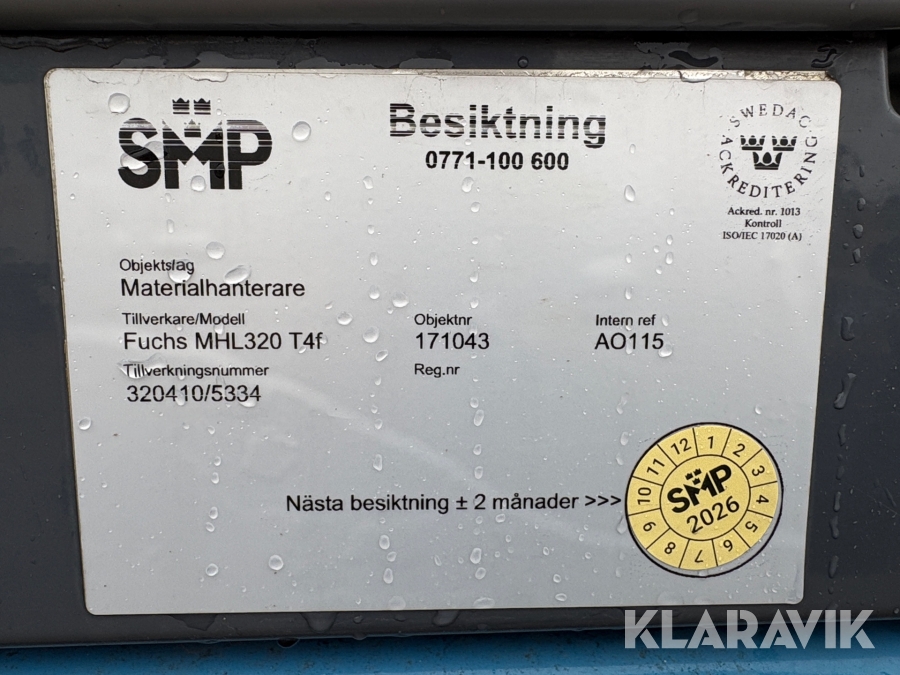 SMP
Besiktning
0771-100 600
SWEDAC
ACKREDITERING
Ackred. nr. 1013
Kontroll
ISO/IEC 17020 (A)
Objektslag
Materialhanterare
Tillverkare/Modell
Fuchs MHL320 T4f
Objektnr
171043
Intern ref
AO115
Tillverkningsnummer
320410/5334
Reg.nr
Nästa besiktning ± 2 månader >>>
1 2 3 4 5 6 7 8 9 10 11 12
SMP
2026
KLARAVIK